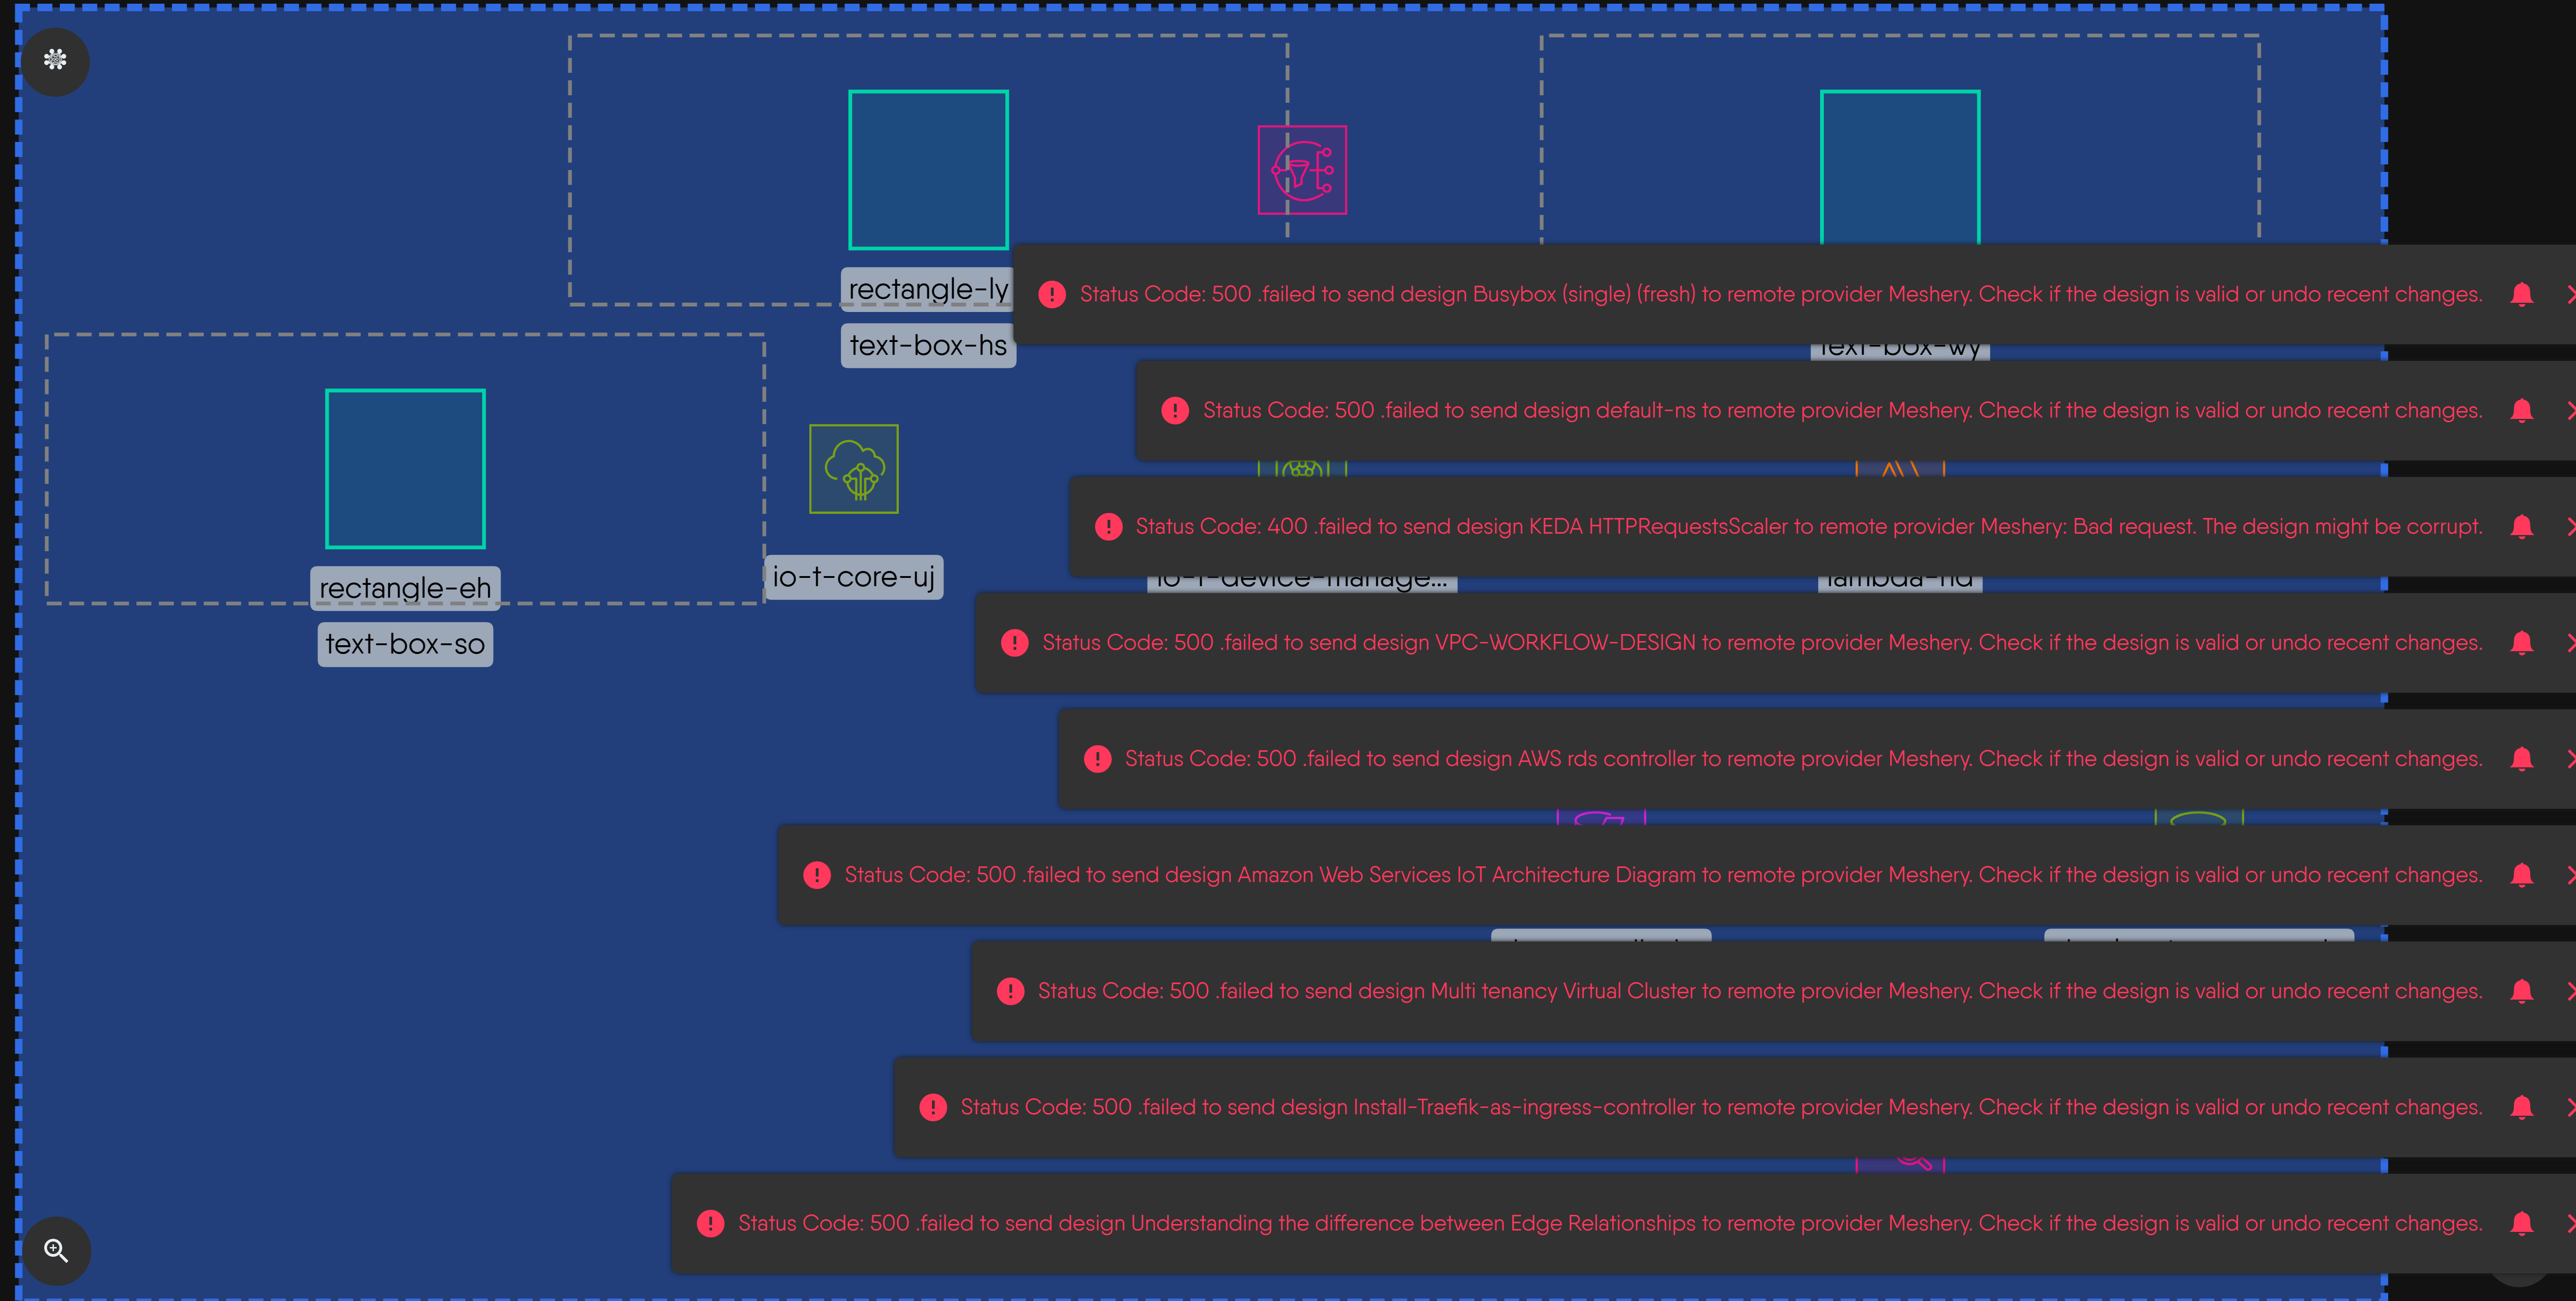 rectangle-ly
Status Code: 500 .failed to send design Busybox (single) (fresh) to remote provider Meshery. Check if the design is valid or undo recent changes.
text-box-hs
text-box-wy
Status Code: 500 .failed to send design default-ns to remote provider Meshery. Check if the design is valid or undo recent changes.
Status Code: 400 .failed to send design KEDA HTTPRequestsScaler to remote provider Meshery: Bad request. The design might be corrupt.
io-t-core-uj
io-t-device-manage...
rectangle-eh
text-box-so
Status Code: 500 .failed to send design VPC-WORKFLOW-DESIGN to remote provider Meshery. Check if the design is valid or undo recent changes.
Status Code: 500 .failed to send design AWS rds controller to remote provider Meshery. Check if the design is valid or undo recent changes.
Status Code: 500 .failed to send design Amazon Web Services IoT Architecture Diagram to remote provider Meshery. Check if the design is valid or undo recent changes.
Status Code: 500 .failed to send design Multi tenancy Virtual Cluster to remote provider Meshery. Check if the design is valid or undo recent changes.
Status Code: 500 .failed to send design Install-Traefik-as-ingress-controller to remote provider Meshery. Check if the design is valid or undo recent changes.
Status Code: 500 .failed to send design Understanding the difference between Edge Relationships to remote provider Meshery. Check if the design is valid or undo recent changes.